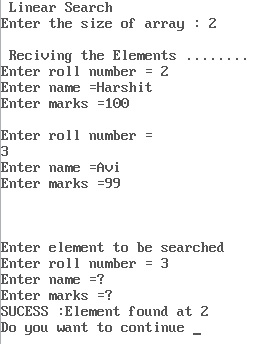 Linear Search
Enter the size of array : 2
Reciving the Elements ........
Enter roll number = 2
Enter name =Harshit
Enter marks =100
Enter roll number =
3
Enter name =Avi
Enter marks =99
Enter element to be searched
Enter roll number = 3
Enter name =?
Enter marks =?
SUCESS :Element found at 2
Do you want to continue _